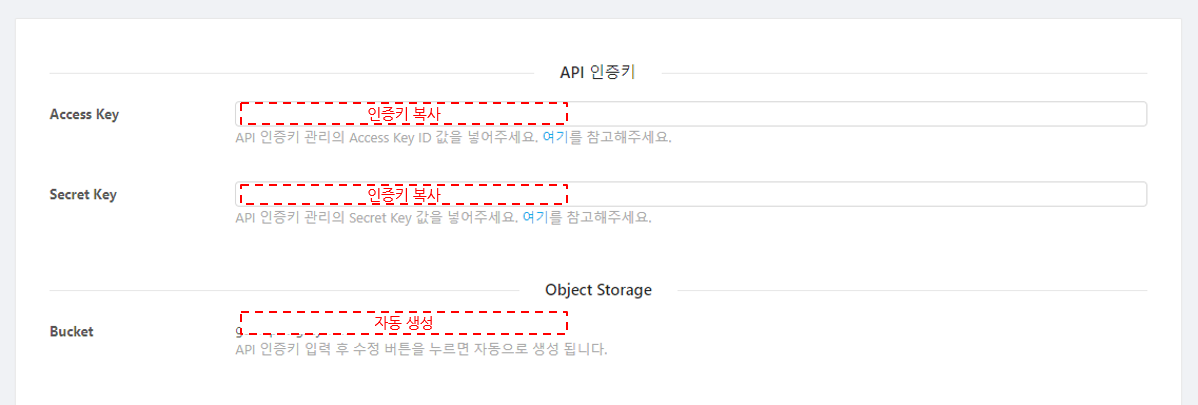 API 인증키
Access Key
인증키 복사
API 인증키 관리의 Access Key ID 값을 넣어주세요. 여기를 참고해주세요.
Secret Key
인증키 복사
API 인증키 관리의 Secret Key 값을 넣어주세요. 여기를 참고해주세요.
Object Storage
Bucket
자동 생성
API 인증키 입력 후 수정 버튼을 누르면 자동으로 생성 됩니다.